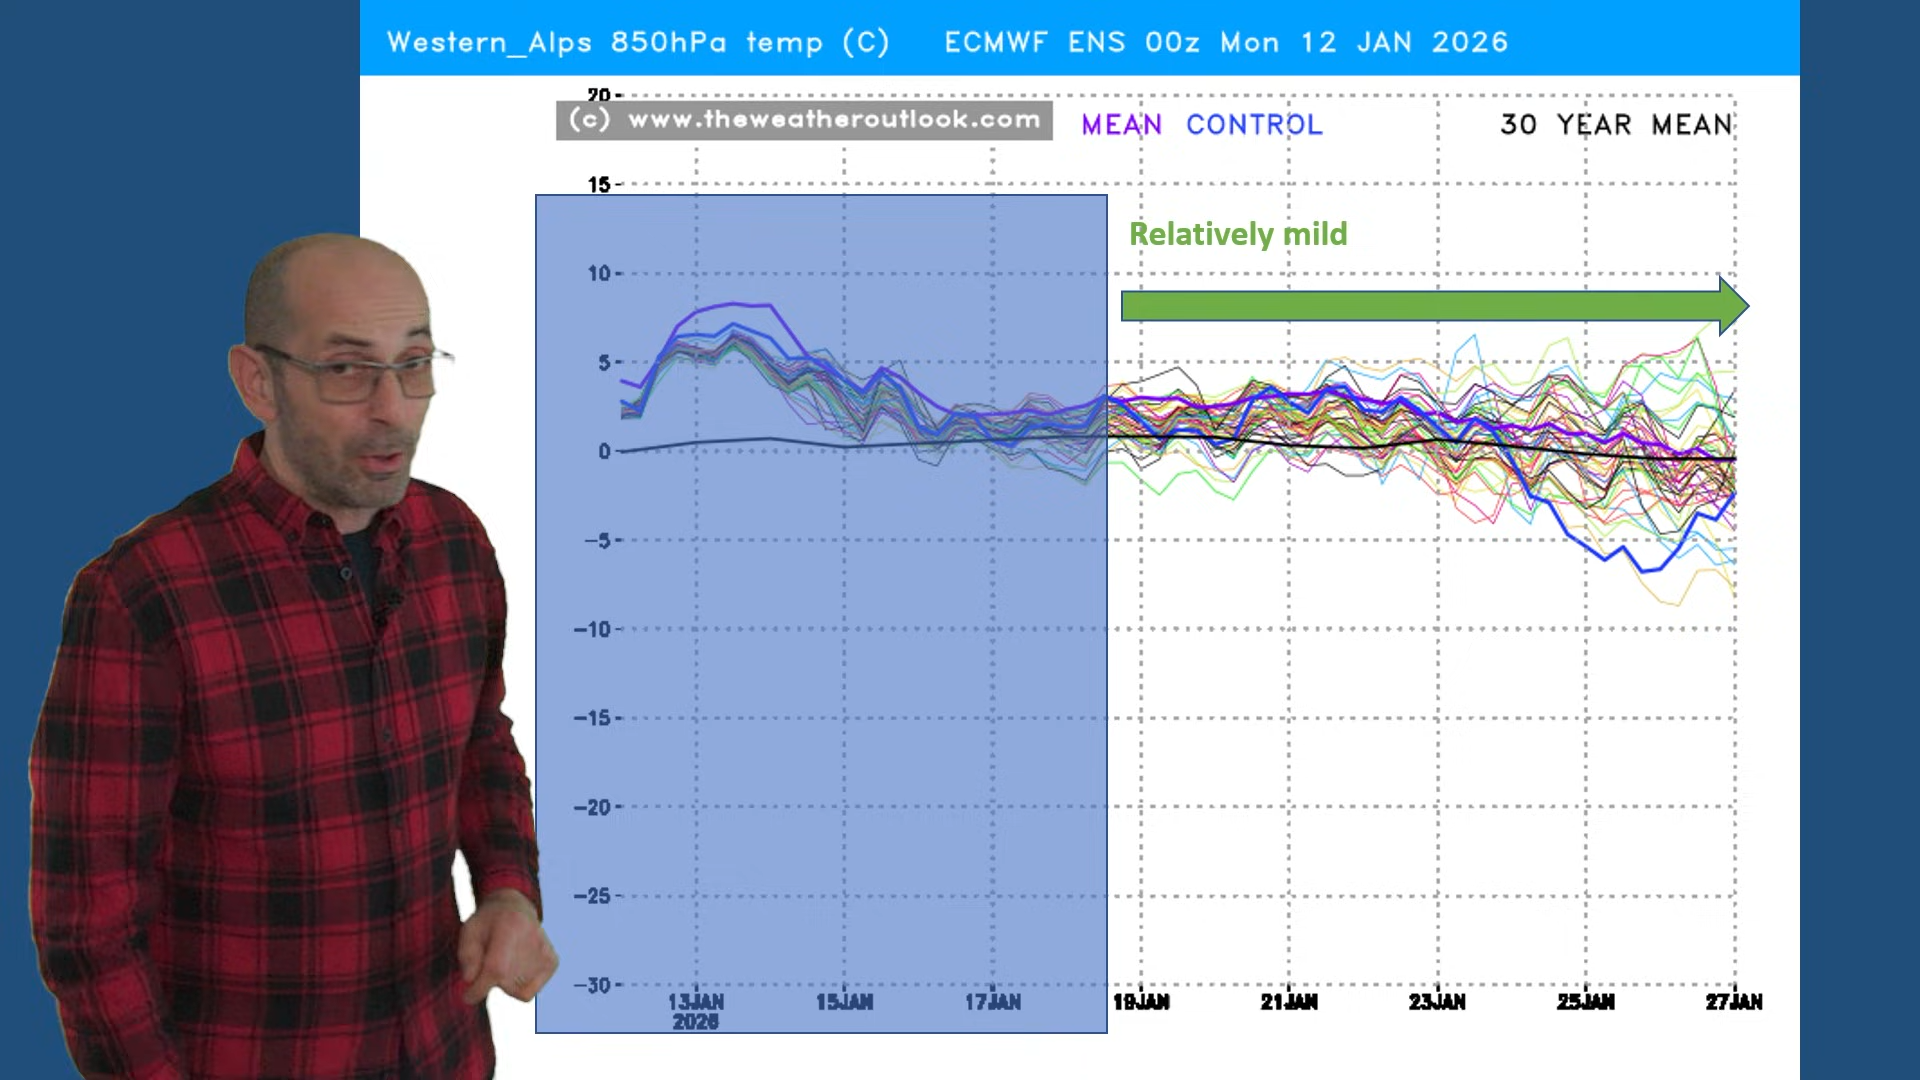 Western_Alps 850hPa temp (C) ECMWF ENS 00z Mon 12 JAN 2026
(c) www.theweatheroutlook.com
MEAN CONTROL 30 YEAR MEAN
Relatively mild
20
15
10
5
0
-5
-10
-15
-20
-25
-30
13JAN 15JAN 17JAN 19JAN 21JAN 23JAN 25JAN 27JAN
2026